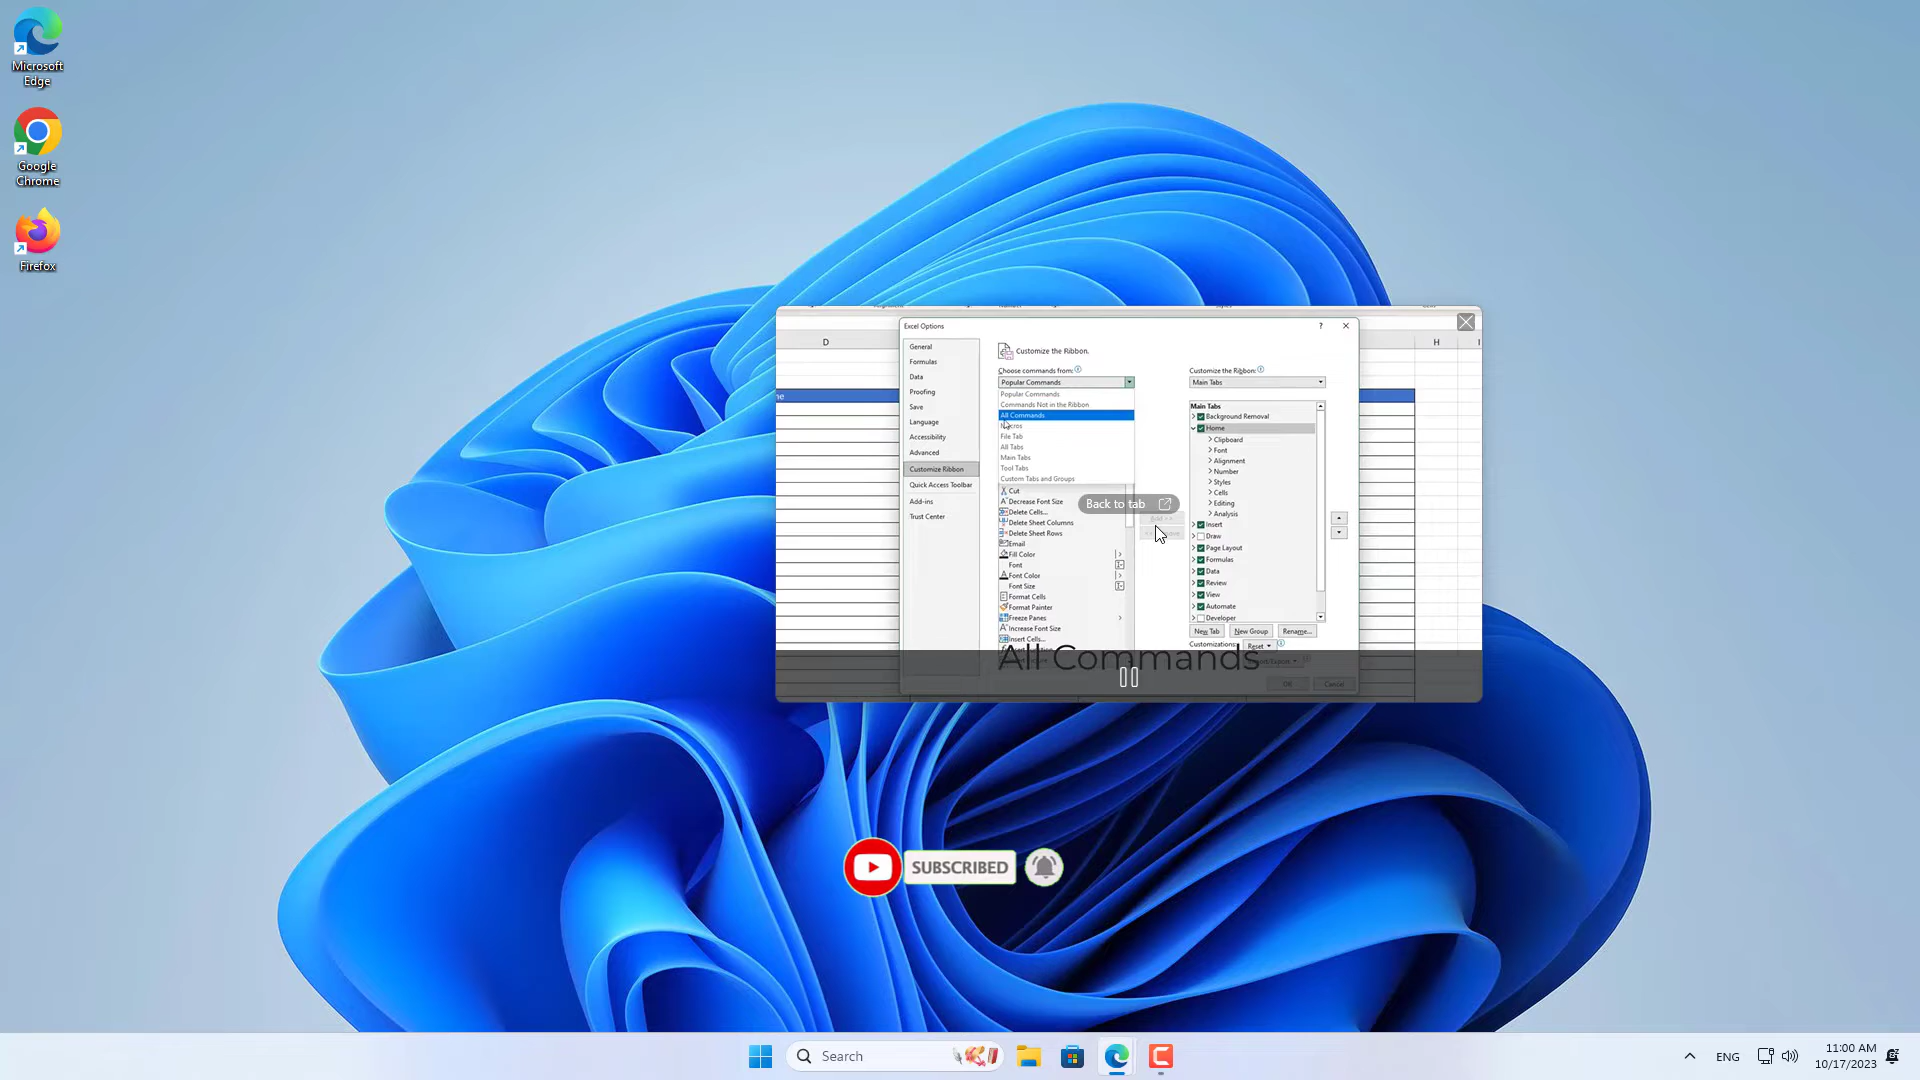 Microsoft
Edge
Google
Chrome
Firefox
Excel Options
?
General
Formulas
Data
Proofing
Save
Language
Accessibility
Advanced
Customize Ribbon
Quick Access Toolbar
Add-ins
Trust Center
Customize the Ribbon.
Choose commands from:
Popular Commands
Popular Commands
Commands Not in the Ribbon
All Commands
Macros
File Tab
All Tabs
Main Tabs
Tool Tabs
Custom Tabs and Groups
Cut
Decrease Font Size
Delete Cells...
Delete Sheet Columns
Delete Sheet Rows
Email
Fill Color
Font
Font Color
Font Size
Format Cells
Format Painter
Freeze Panes
Increase Font Size
Insert Cells...
Back to tab
Add >>
Customize the Ribbon:
Main Tabs
Main Tabs
Background Removal
Home
Clipboard
Font
Alignment
Number
Styles
Cells
Editing
Analysis
Insert
Draw
Page Layout
Formulas
Data
Review
View
Automate
Developer
New Tab
New Group
Rename...
Customizations:
Reset
OK
Cancel
D
H
I
All Commands
SUBSCRIBED
Search
ENG
11:00 AM
10/17/2023